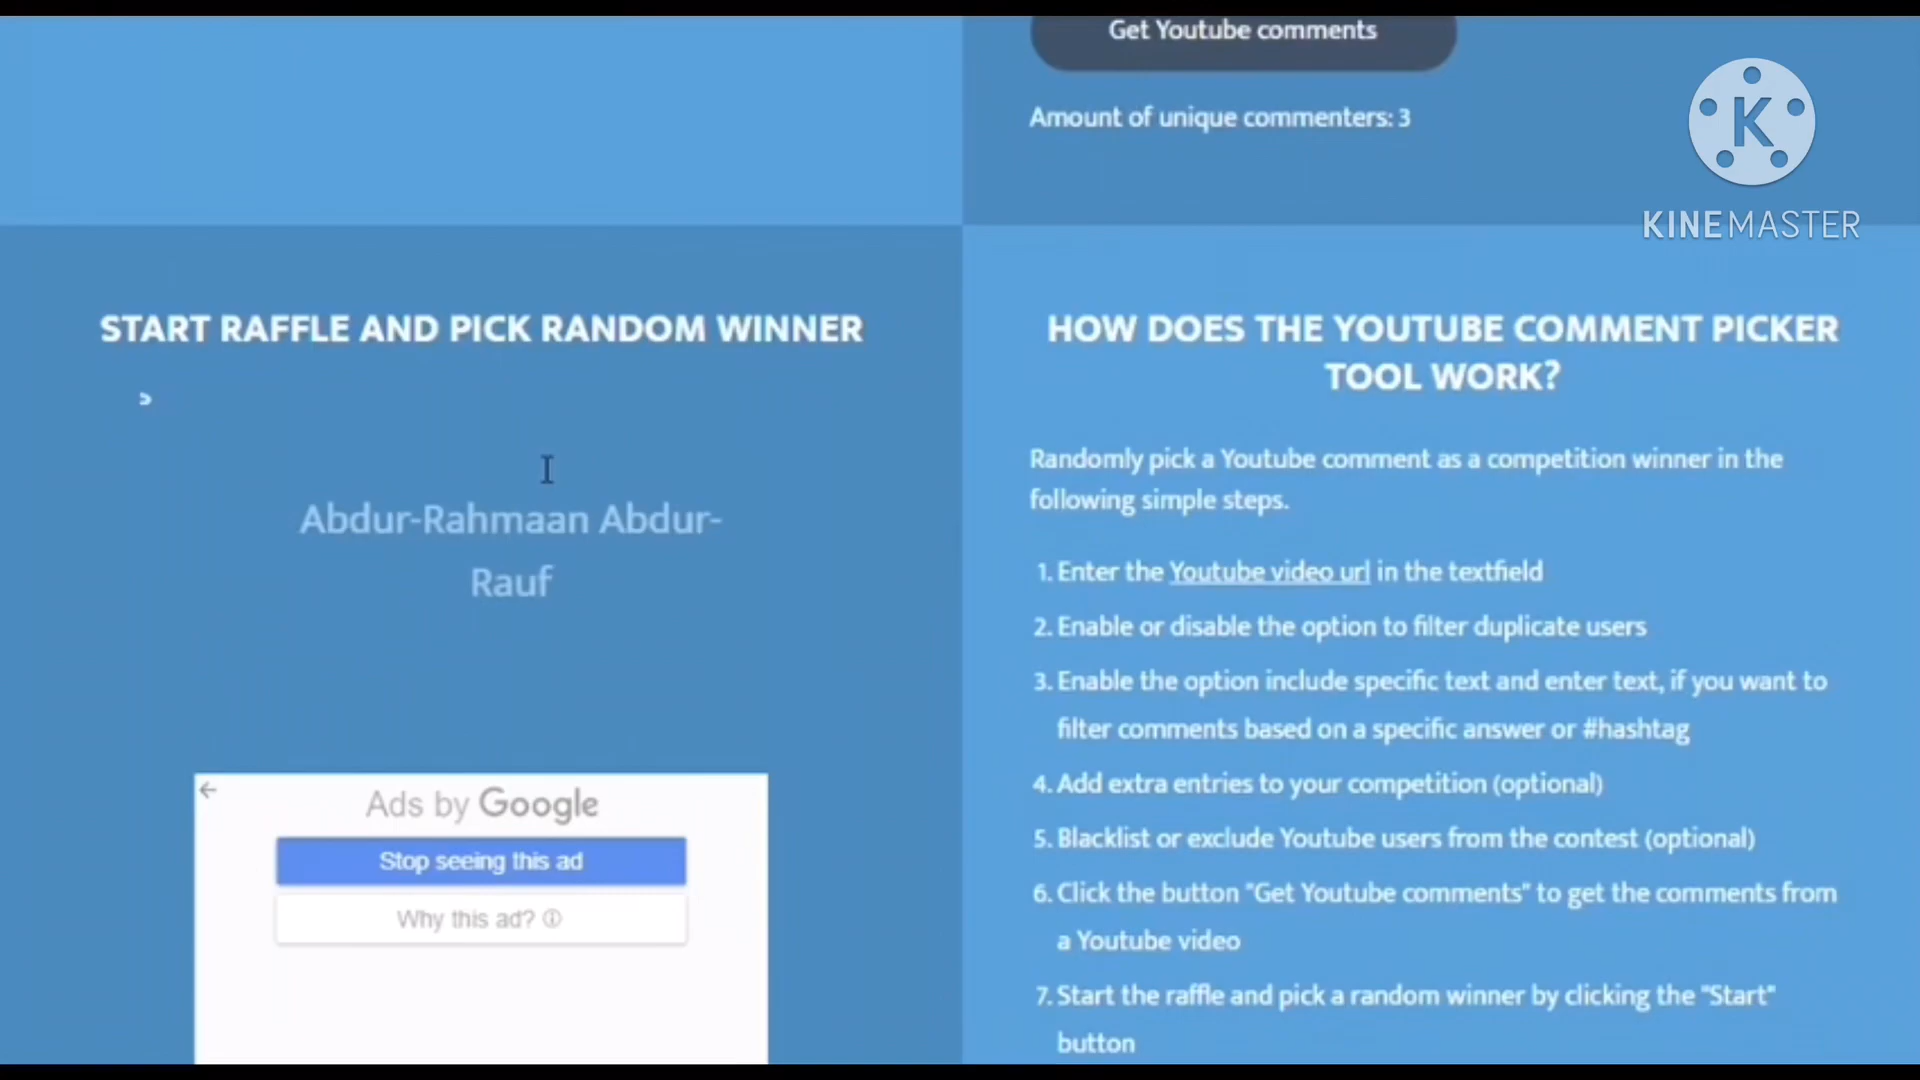 Get Youtube comments
Amount of unique commenters: 3
K
KINEMASTER
START RAFFLE AND PICK RANDOM WINNER
Abdur-Rahmaan Abdur-
Rauf
Ads by Google
Stop seeing this ad
Why this ad?
HOW DOES THE YOUTUBE COMMENT PICKER
TOOL WORK?
Randomly pick a Youtube comment as a competition winner in the
following simple steps.
1. Enter the Youtube video url in the textfield
2. Enable or disable the option to filter duplicate users
3. Enable the option include specific text and enter text, if you want to
filter comments based on a specific answer or #hashtag
4. Add extra entries to your competition (optional)
5. Blacklist or exclude Youtube users from the contest (optional)
6. Click the button "Get Youtube comments" to get the comments from
a Youtube video
7. Start the raffle and pick a random winner by clicking the "Start"
button